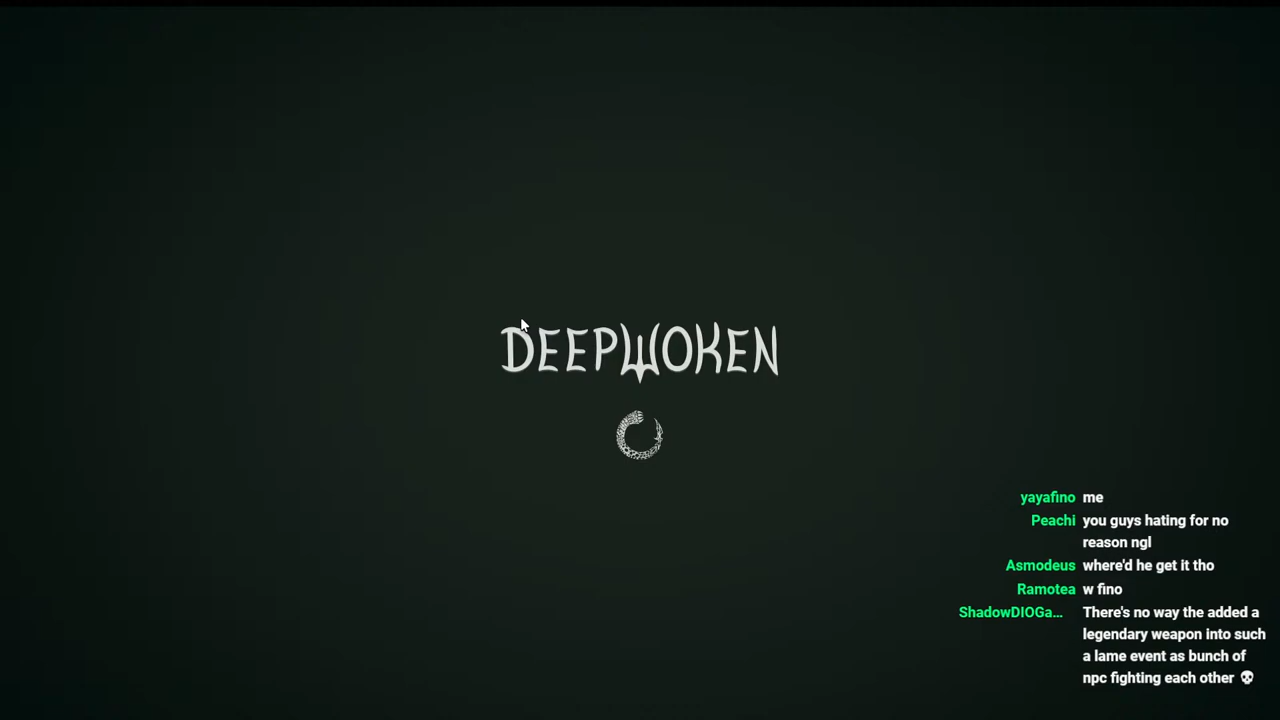 DEEPWOKEN
yayafino me
Peachi you guys hating for no
reason ngl
Asmodeus where'd he get it tho
Ramotea w fino
ShadowDIOGa... There's no way the added a
legendary weapon into such
a lame event as bunch of
npc fighting each other 💀